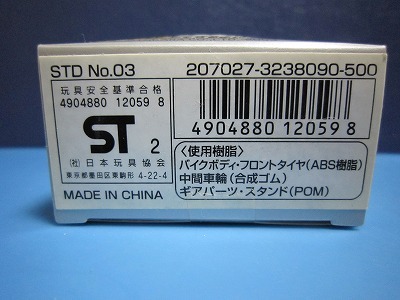 STD No.03
207027-3238090-500
玩具安全基準合格
4904880 12059 8
ST 2
(社)日本玩具協会
東京都墨田区東駒形 4-22-4
MADE IN CHINA
4904880 12059 8
〈使用樹脂〉
バイクボディ・フロントタイヤ(ABS樹脂)
中間車輪(合成ゴム)
ギアパーツ・スタンド(POM)